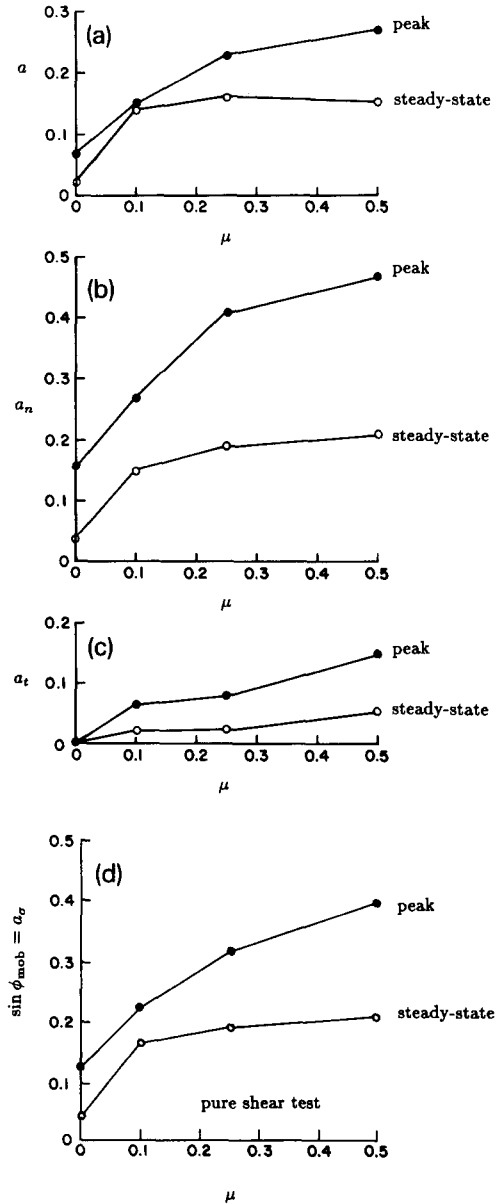 (a)
0.3
0.2
0.1
0
a
peak
steady-state
0 0.1 0.2 0.3 0.4 0.5
μ
(b)
0.5
0.4
0.3
0.2
0.1
0
aₙ
peak
steady-state
0 0.1 0.2 0.3 0.4 0.5
μ
(c)
0.2
0.1
0
aₜ
peak
steady-state
0 0.1 0.2 0.3 0.4 0.5
μ
(d)
0.5
0.4
0.3
0.2
0.1
0
sin ϕ_mob = a_σ
peak
steady-state
pure shear test
0 0.1 0.2 0.3 0.4 0.5
μ